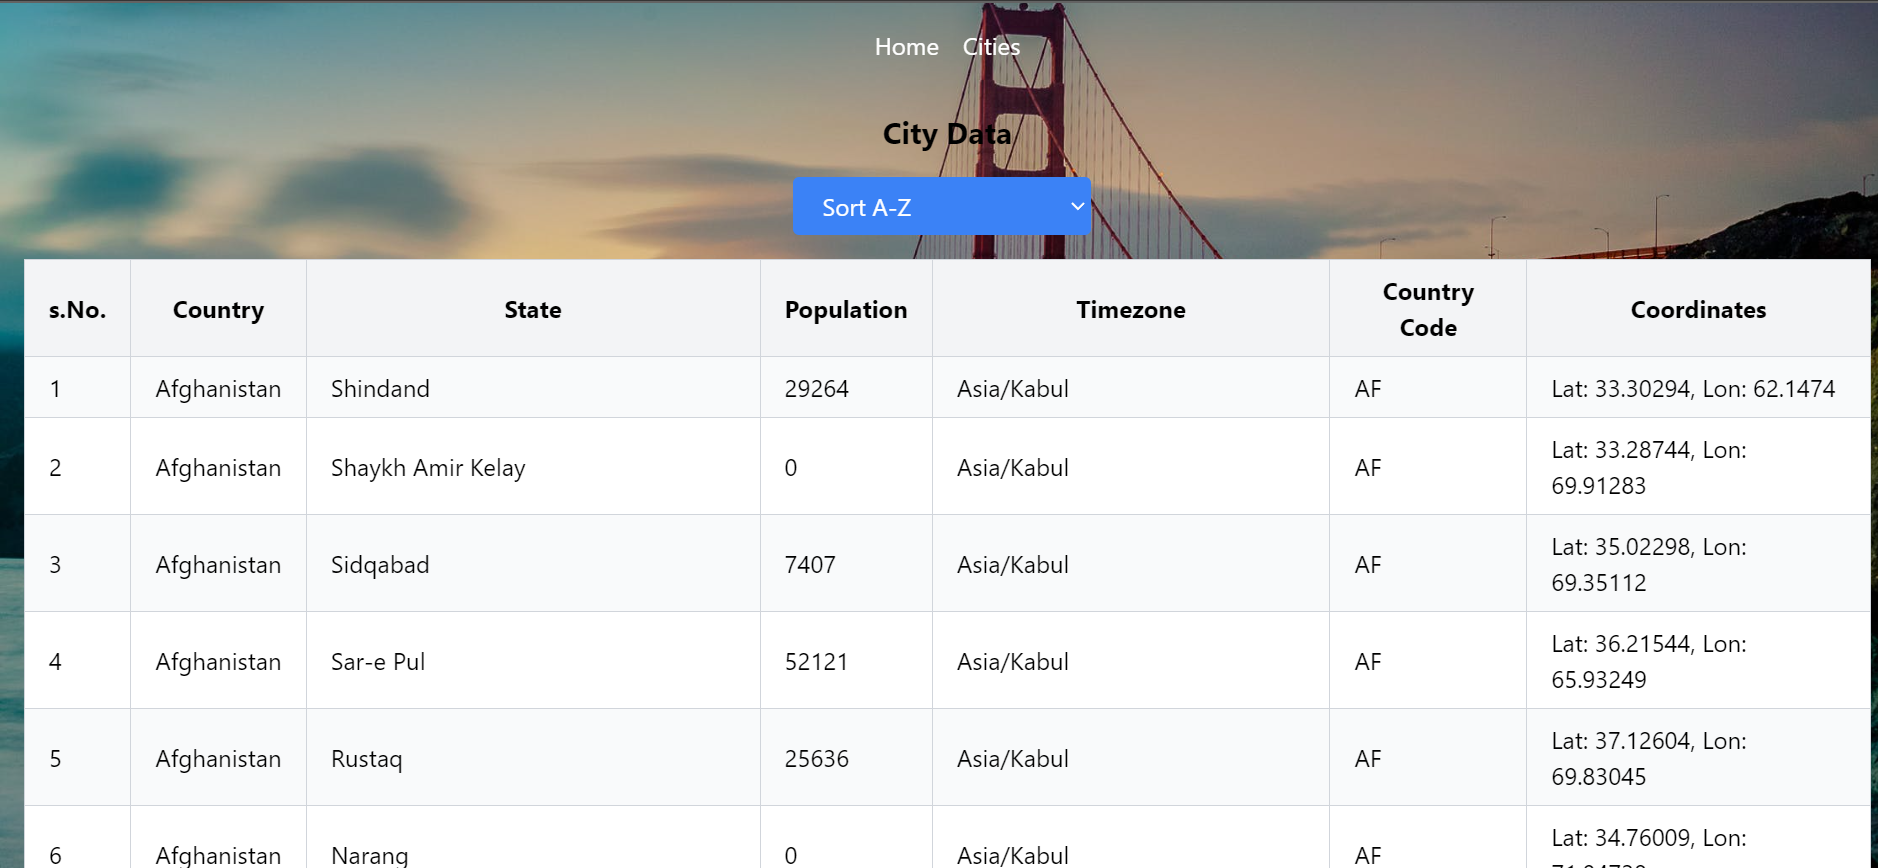 Home Cities
City Data
Sort A-Z
s.No. Country State Population Timezone Country Code Coordinates
1 Afghanistan Shindand 29264 Asia/Kabul AF Lat: 33.30294, Lon: 62.1474
2 Afghanistan Shaykh Amir Kelay 0 Asia/Kabul AF Lat: 33.28744, Lon: 69.91283
3 Afghanistan Sidqabad 7407 Asia/Kabul AF Lat: 35.02298, Lon: 69.35112
4 Afghanistan Sar-e Pul 52121 Asia/Kabul AF Lat: 36.21544, Lon: 65.93249
5 Afghanistan Rustaq 25636 Asia/Kabul AF Lat: 37.12604, Lon: 69.83045
6 Afghanistan Narang 0 Asia/Kabul AF Lat: 34.76009, Lon: